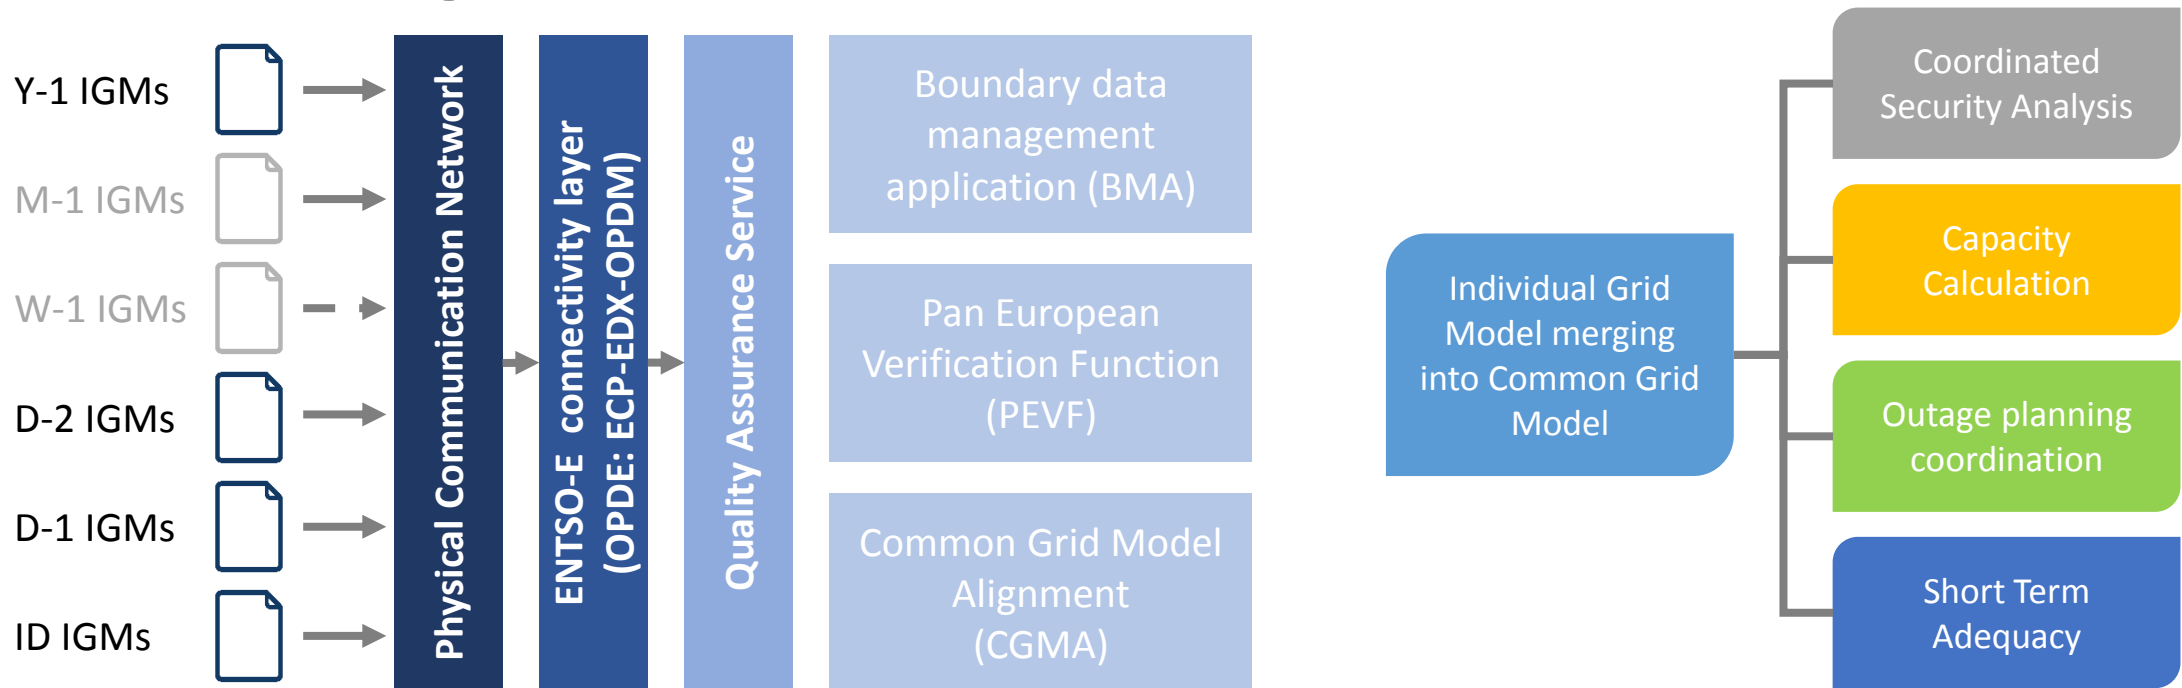 Y-1 IGMs
M-1 IGMs
W-1 IGMs
D-2 IGMs
D-1 IGMs
ID IGMs
Physical Communication Network
ENTSO-E connectivity layer
(OPDE: ECP-EDX-OPDM)
Quality Assurance Service
Boundary data
management
application (BMA)
Pan European
Verification Function
(PEVF)
Common Grid Model
Alignment
(CGMA)
Individual Grid
Model merging
into Common Grid
Model
Coordinated
Security Analysis
Capacity
Calculation
Outage planning
coordination
Short Term
Adequacy